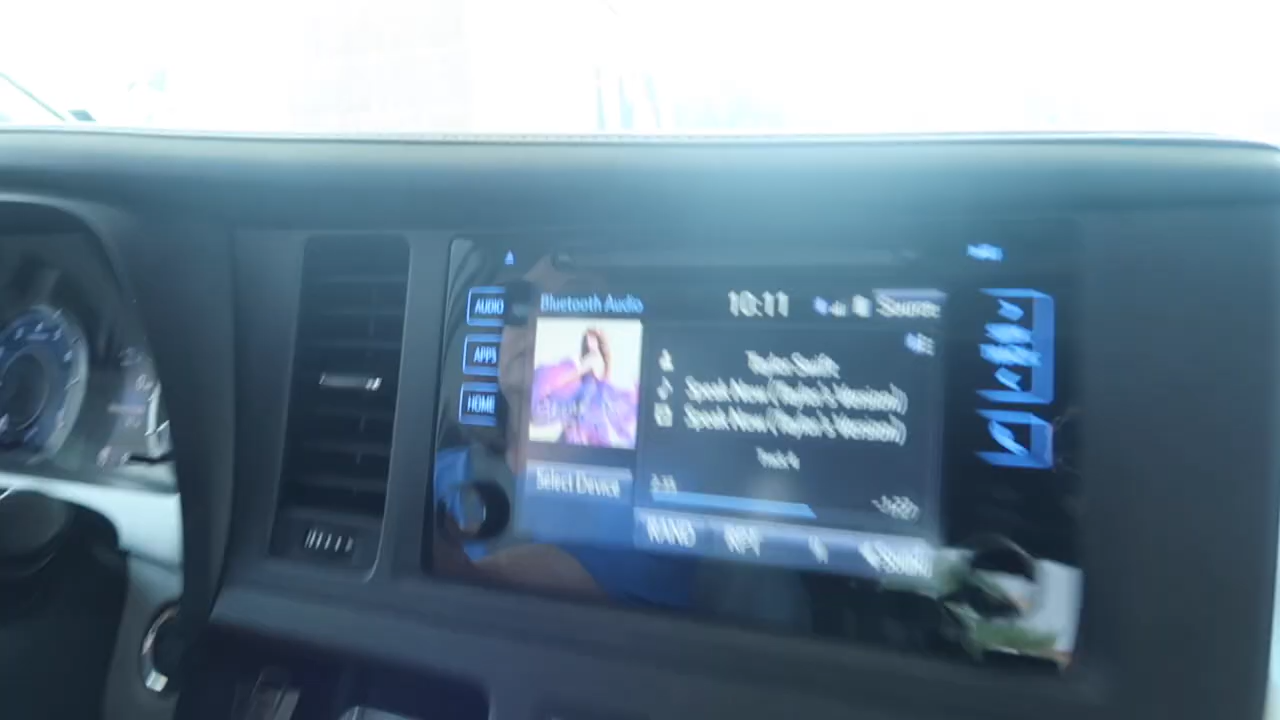 AUDIO
APPS
HOME
Bluetooth Audio
10:11
Source
Taylor Swift
Speak Now (Taylor's Version)
Speak Now (Taylor's Version)
Select Device
RAND
RPT